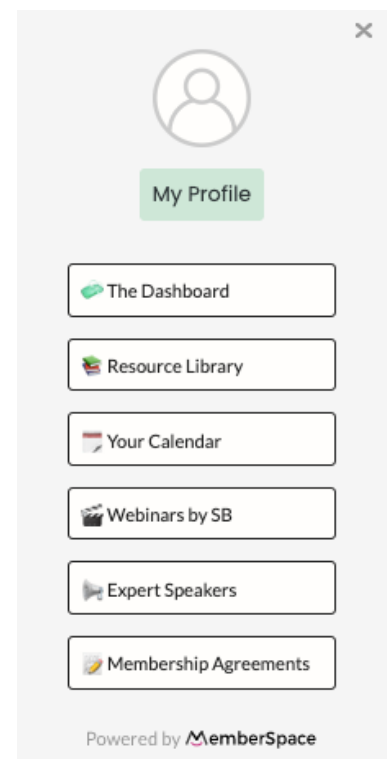 My Profile
The Dashboard
Resource Library
Your Calendar
Webinars by SB
Expert Speakers
Membership Agreements
Powered by MemberSpace